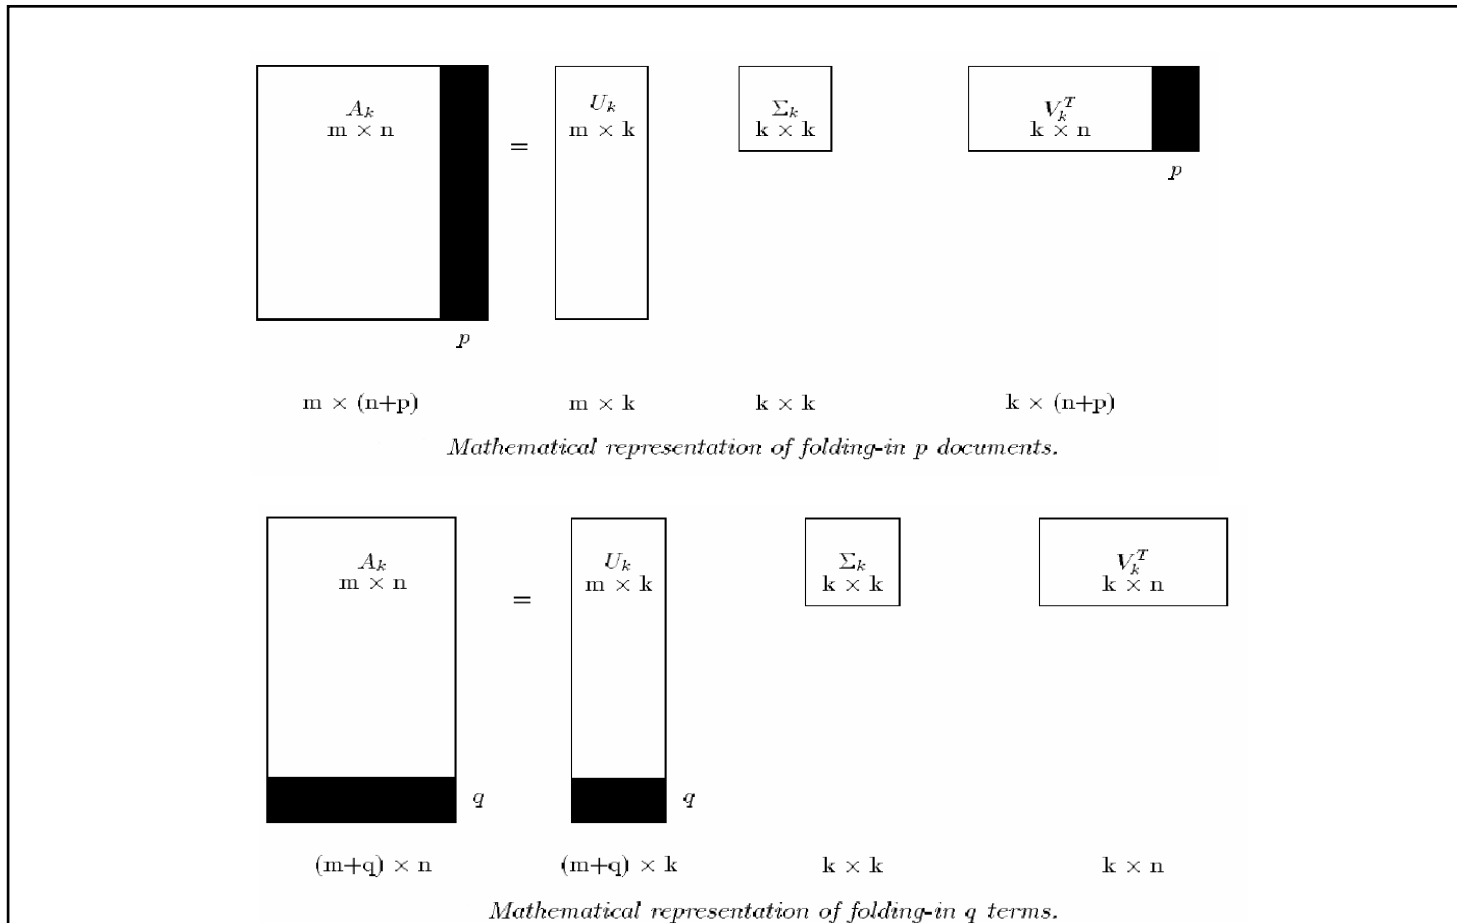 A_k U_k Σ_k V_k^T
m × n m × k k × k k × n
=
p
p
m × (n+p) m × k k × k k × (n+p)
Mathematical representation of folding-in p documents.
A_k U_k Σ_k V_k^T
m × n m × k k × k k × n
=
q q
(m+q) × n (m+q) × k k × k k × n
Mathematical representation of folding-in q terms.